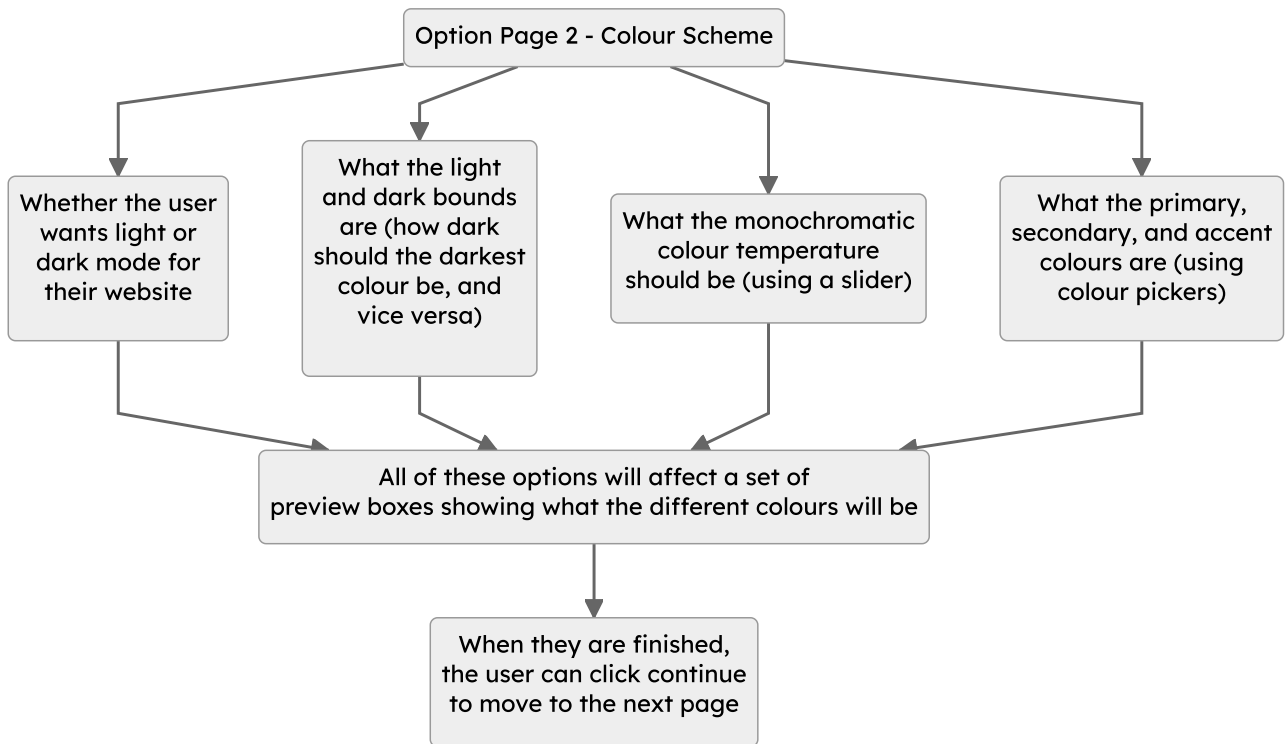 Option Page 2 - Colour Scheme
Whether the user
wants light or
dark mode for
their website
What the light
and dark bounds
are (how dark
should the darkest
colour be, and
vice versa)
What the monochromatic
colour temperature
should be (using a slider)
What the primary,
secondary, and accent
colours are (using
colour pickers)
All of these options will affect a set of
preview boxes showing what the different colours will be
When they are finished,
the user can click continue
to move to the next page